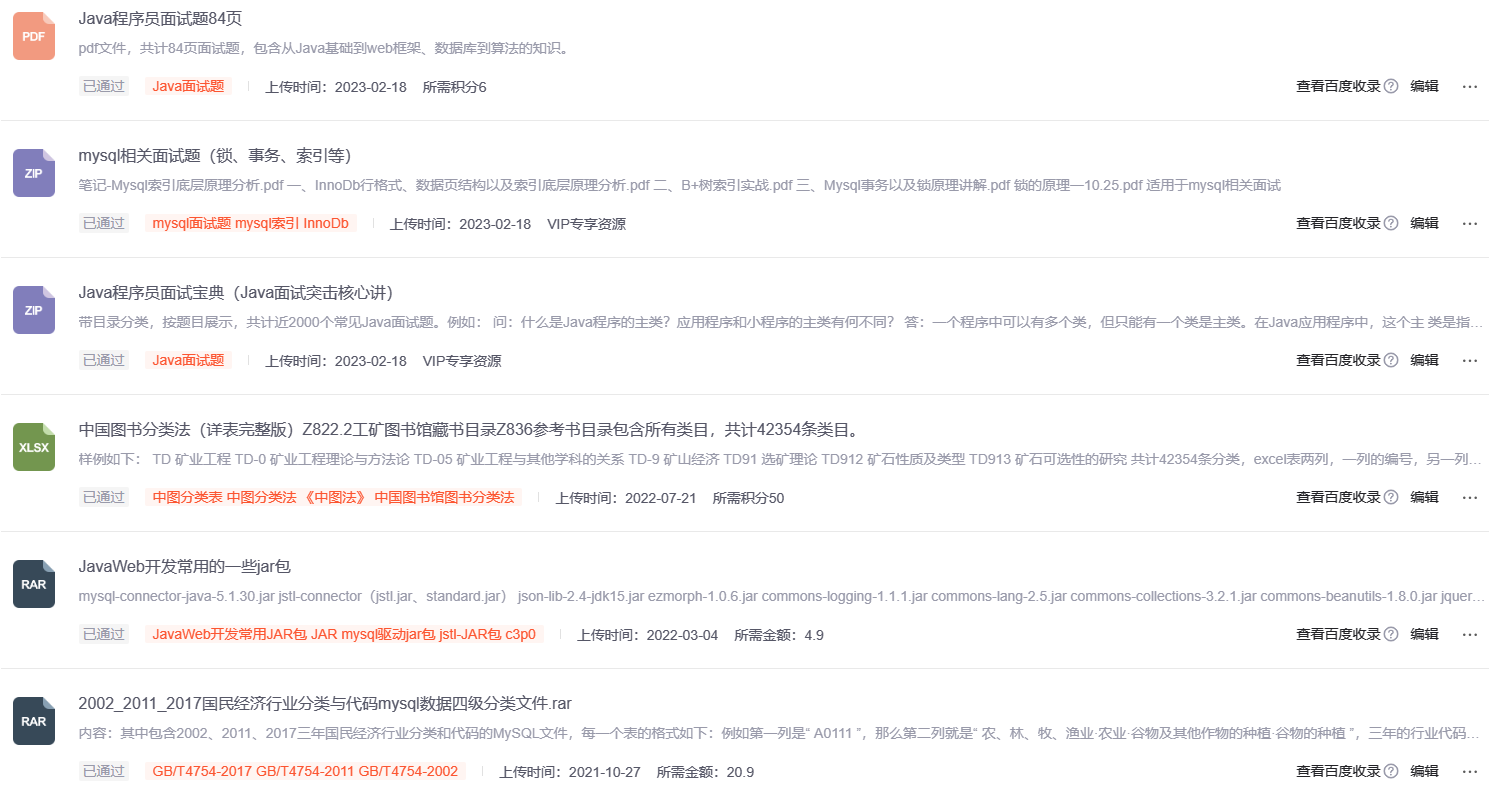 Java程序员面试题84页
PDF
pdf文件，共计84页面试题，包含从Java基础到web框架、数据库到算法的知识。
已通过 Java面试题 上传时间：2023-02-18 所需积分6 查看百度收录? 编辑 ...
mysql相关面试题（锁、事务、索引等）
ZIP
笔记-Mysql索引底层原理分析.pdf 一、InnoDb行格式、数据页结构以及索引底层原理分析.pdf 二、B+树索引实战.pdf 三、Mysql事务以及锁原理讲解.pdf 锁的原理—10.25.pdf 适用于mysql相关面试
已通过 mysql面试题 mysql索引 InnoDb 上传时间：2023-02-18 VIP专享资源 查看百度收录? 编辑 ...
Java程序员面试宝典（Java面试突击核心讲）
ZIP
带目录分类，按题目展示，共计近2000个常见Java面试题。例如： 问：什么是Java程序的主类？应用程序和小程序的主类有何不同？ 答：一个程序中可以有多个类，但只能有一个类是主类。在Java应用程序中，这个主 类是指...
已通过 Java面试题 上传时间：2023-02-18 VIP专享资源 查看百度收录? 编辑 ...
中国图书分类法（详表完整版）Z822.2工矿图书馆藏书目录Z836参考书目录包含所有类目，共计42354条类目。
XLSX
样例如下： TD 矿业工程 TD-0 矿业工程理论与方法论 TD-05 矿业工程与其他学科的关系 TD-9 矿山经济 TD91 选矿理论 TD912 矿石性质及类型 TD913 矿石可选性的研究 共计42354条分类，excel表两列，一列的编号，另一列...
已通过 中图分类表 中图分类法 《中图法》 中国图书馆图书分类法 上传时间：2022-07-21 所需积分50 查看百度收录? 编辑 ...
JavaWeb开发常用的一些jar包
RAR
mysql-connector-java-5.1.30.jar jstl-connector（jstl.jar、standard.jar） json-lib-2.4-jdk15.jar ezmorph-1.0.6.jar commons-logging-1.1.1.jar commons-lang-2.5.jar commons-collections-3.2.1.jar commons-beanutils-1.8.0.jar jquer...
已通过 JavaWeb开发常用JAR包 JAR mysql驱动jar包 jstl-JAR包 c3p0 上传时间：2022-03-04 所需金额：4.9 查看百度收录? 编辑 ...
2002_2011_2017国民经济行业分类与代码mysql数据四级分类文件.rar
RAR
内容：其中包含2002、2011、2017三年国民经济行业分类和代码的MySQL文件，每一个表的格式如下：例如第一列是“ A0111 ”，那么第二列就是“ 农、林、牧、渔业·农业·谷物及其他作物的种植·谷物的种植 ”，三年的行业代码...
已通过 GB/T4754-2017 GB/T4754-2011 GB/T4754-2002 上传时间：2021-10-27 所需金额：20.9 查看百度收录? 编辑 ...